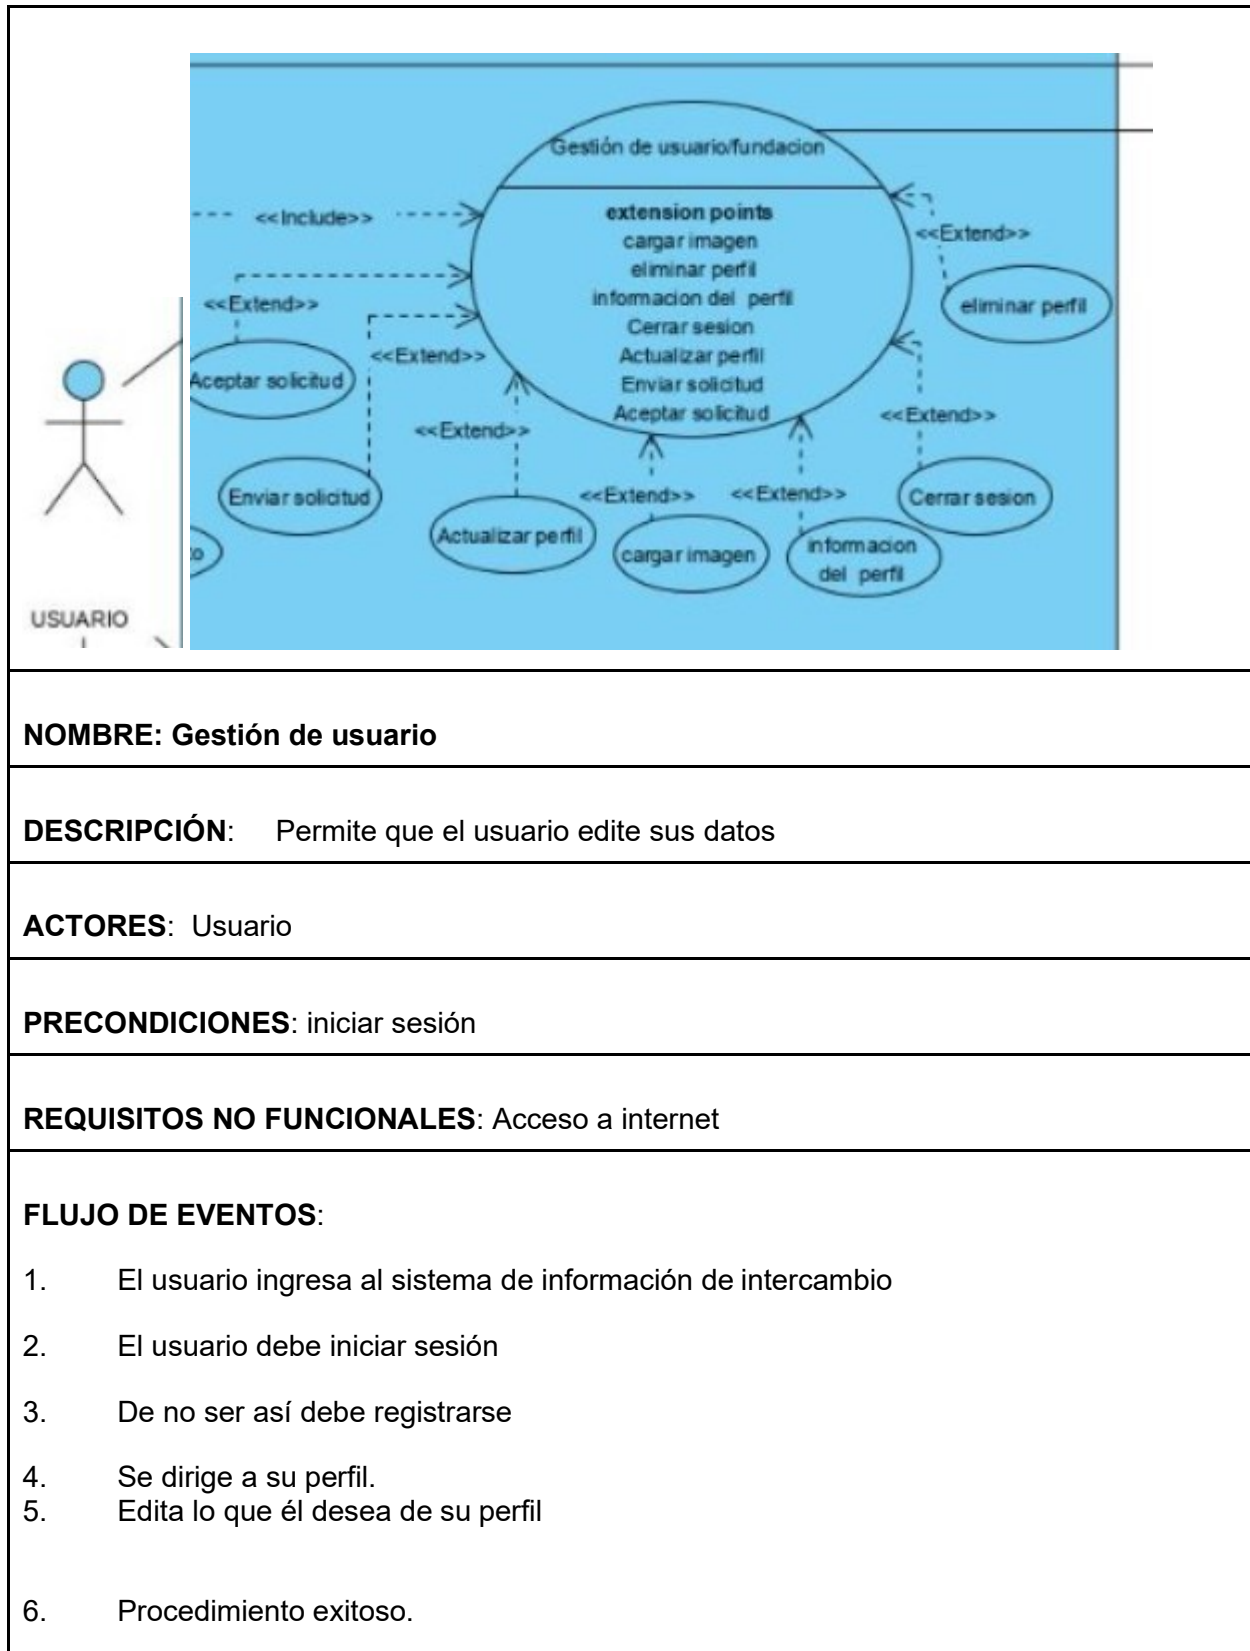 Gestión de usuario/fundacion
<<Include>>
extension points
cargar imagen
eliminar perfil
informacion del perfil
Cerrar sesion
Actualizar perfil
Enviar solicitud
Aceptar solicitud
<<Extend>>
eliminar perfil
<<Extend>>
Aceptar solicitud
<<Extend>>
Enviar solicitud
<<Extend>>
Actualizar perfil
<<Extend>>
cargar imagen
<<Extend>>
informacion
del perfil
<<Extend>>
Cerrar sesion
USUARIO
NOMBRE: Gestión de usuario
DESCRIPCIÓN: Permite que el usuario edite sus datos
ACTORES: Usuario
PRECONDICIONES: iniciar sesión
REQUISITOS NO FUNCIONALES: Acceso a internet
FLUJO DE EVENTOS:
1. El usuario ingresa al sistema de información de intercambio
2. El usuario debe iniciar sesión
3. De no ser así debe registrarse
4. Se dirige a su perfil.
5. Edita lo que él desea de su perfil
6. Procedimiento exitoso.